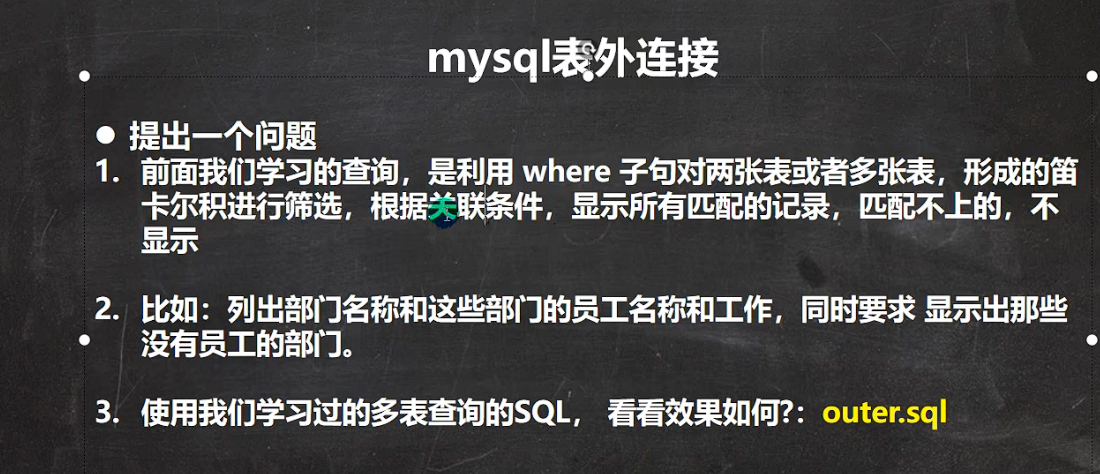 mysql表外连接
● 提出一个问题
1. 前面我们学习的查询，是利用 where 子句对两张表或者多张表，形成的笛
卡尔积进行筛选，根据关联条件，显示所有匹配的记录，匹配不上的，不
显示
2. 比如：列出部门名称和这些部门的员工名称和工作，同时要求 显示出那些
没有员工的部门。
3. 使用我们学习过的多表查询的SQL， 看看效果如何?：outer.sql